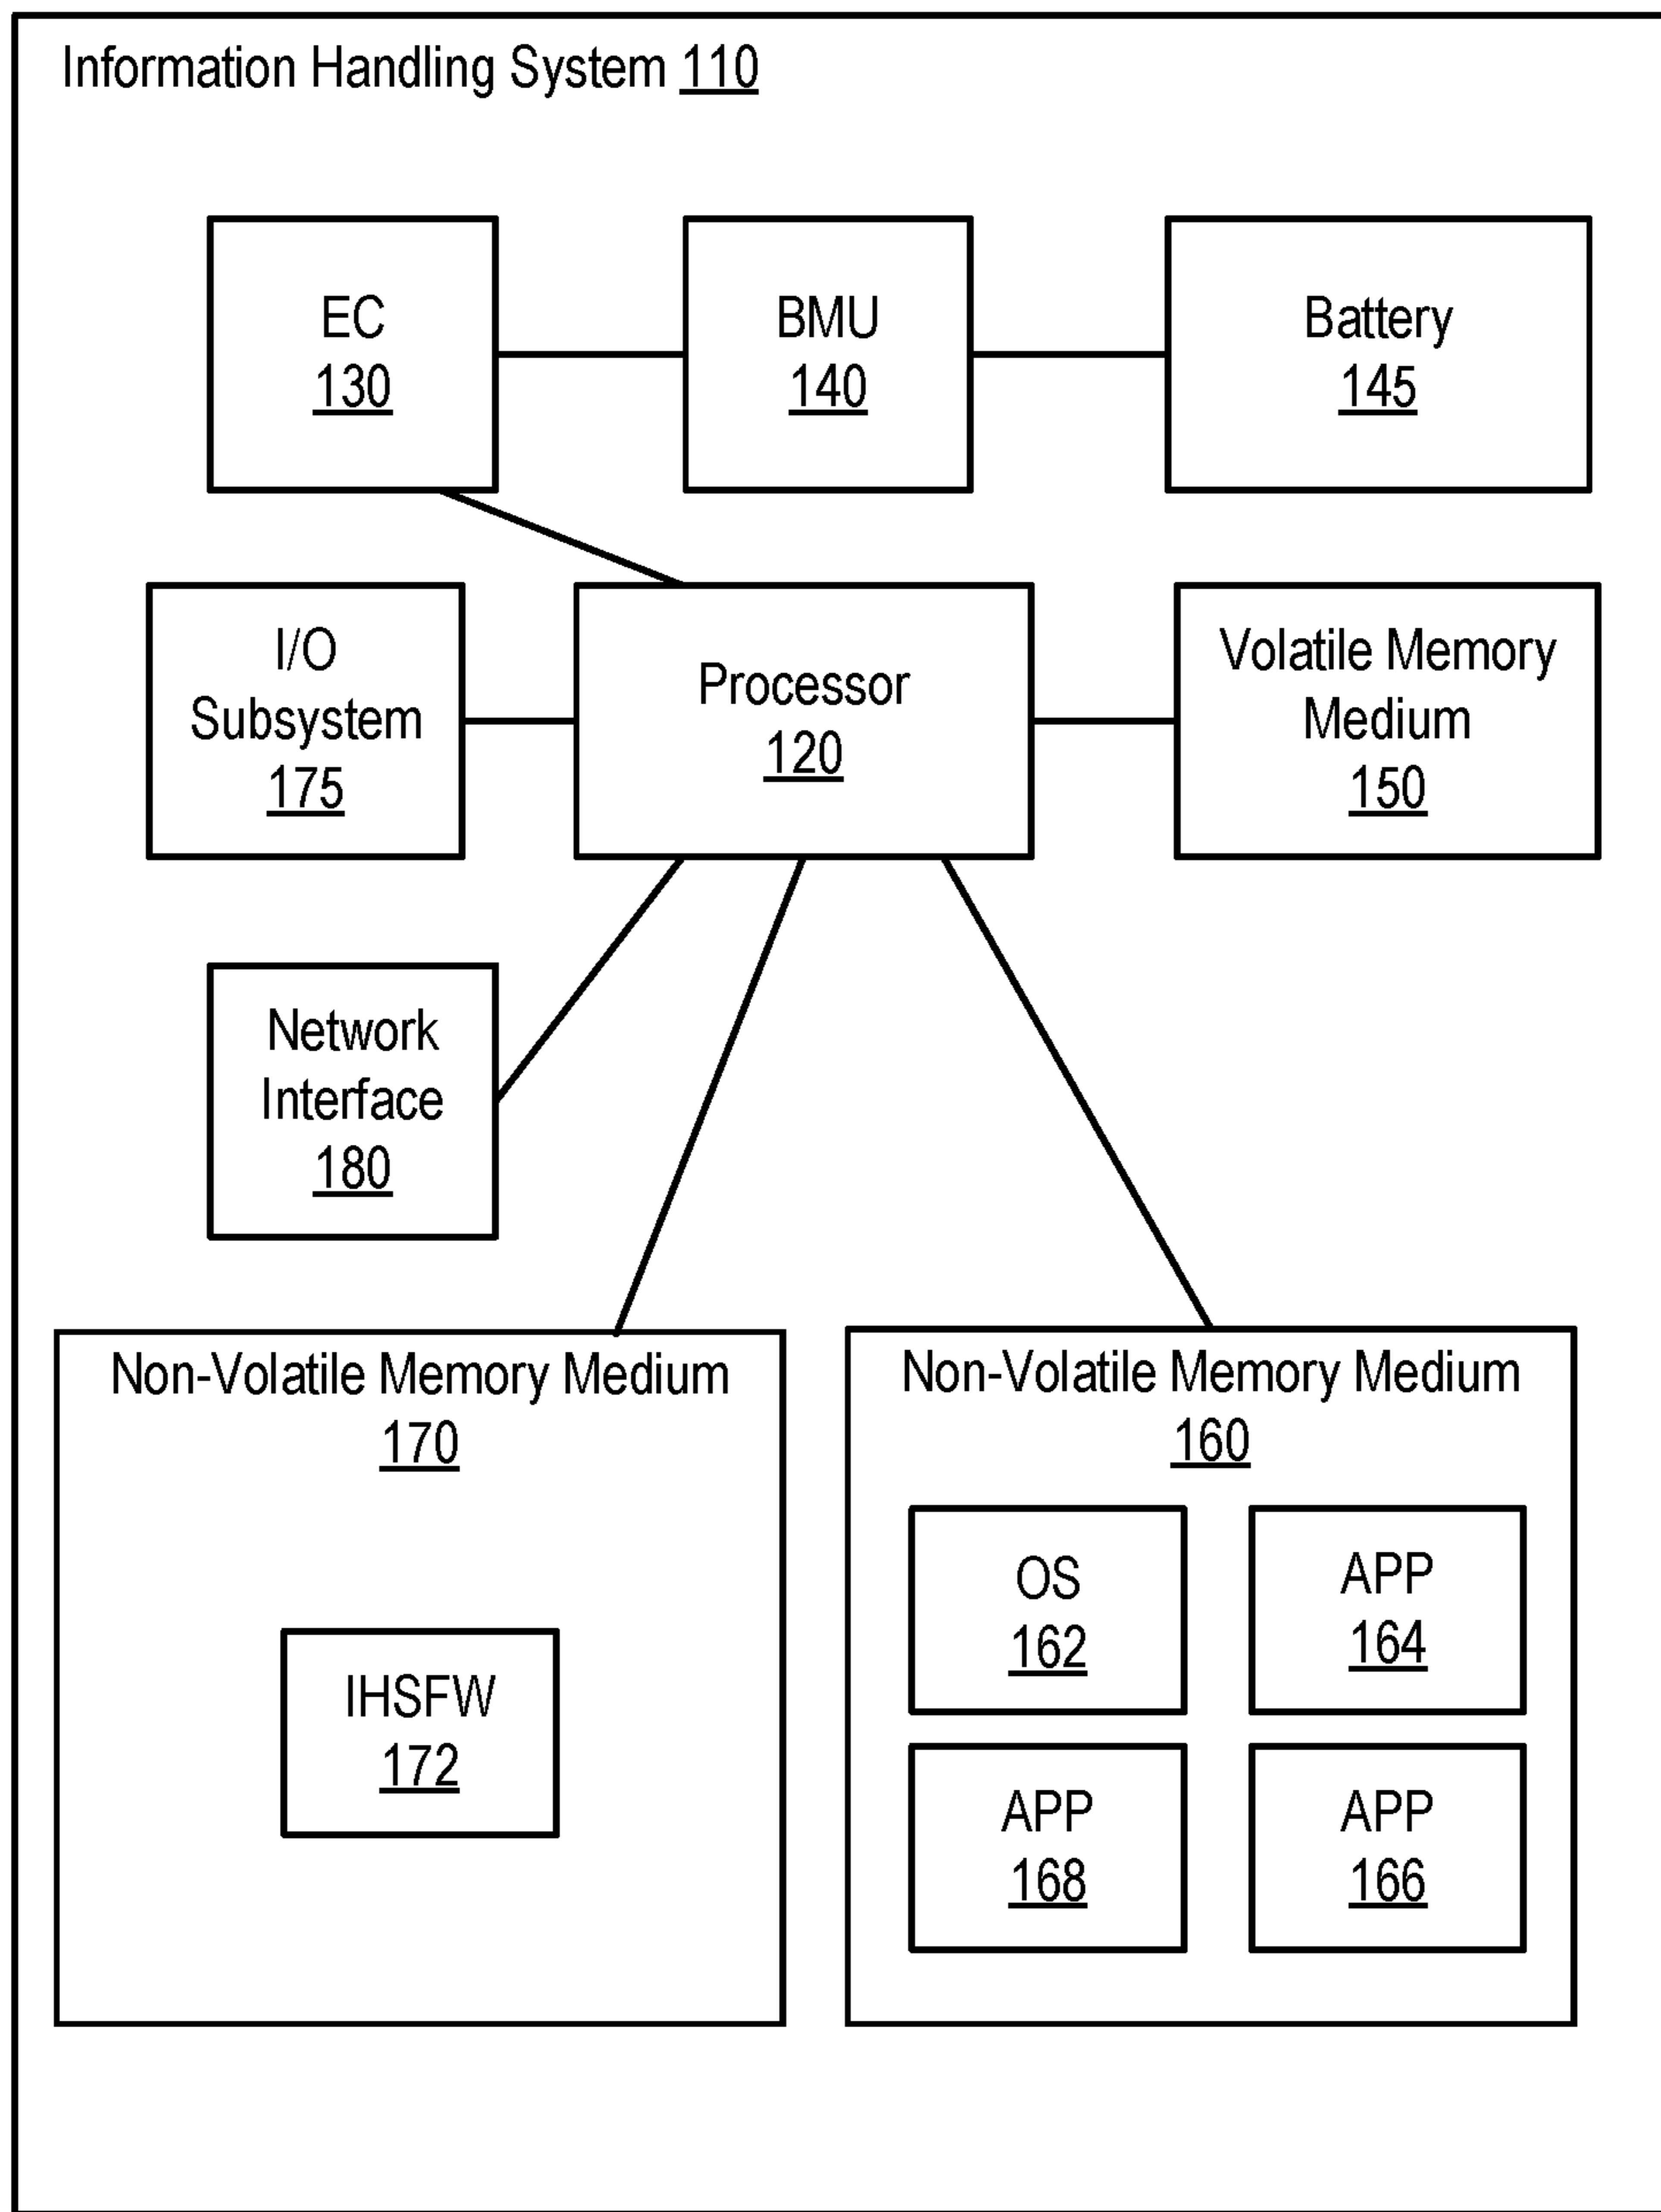 Information Handling System 110
EC
130
BMU
140
Battery
145
I/O
Subsystem
175
Processor
120
Volatile Memory
Medium
150
Network
Interface
180
Non-Volatile Memory Medium
170
IHSFW
172
Non-Volatile Memory Medium
160
OS
162
APP
164
APP
168
APP
166